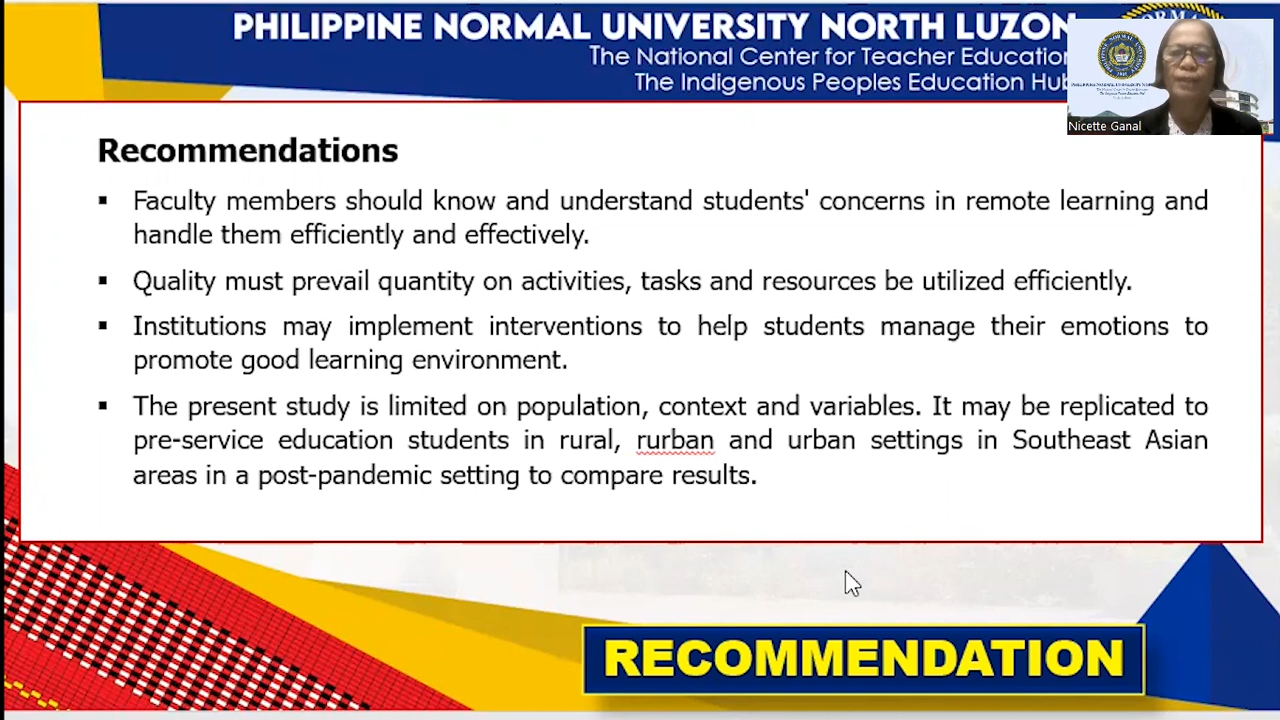 PHILIPPINE NORMAL UNIVERSITY NORTH LUZON
The National Center for Teacher Education
The Indigenous Peoples Education Hub
Nicette Ganal
Recommendations
▪ Faculty members should know and understand students' concerns in remote learning and
handle them efficiently and effectively.
▪ Quality must prevail quantity on activities, tasks and resources be utilized efficiently.
▪ Institutions may implement interventions to help students manage their emotions to
promote good learning environment.
▪ The present study is limited on population, context and variables. It may be replicated to
pre-service education students in rural, rurban and urban settings in Southeast Asian
areas in a post-pandemic setting to compare results.
RECOMMENDATION